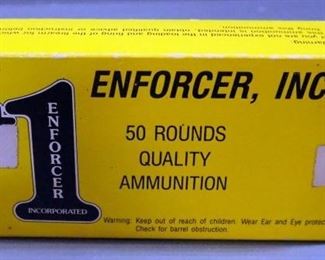 ENFORCER, INC
1
ENFORCER
INCORPORATED
50 ROUNDS
QUALITY
AMMUNITION
Warning: Keep out of reach of children. Wear Ear and Eye protec
Check for barrel obstruction.